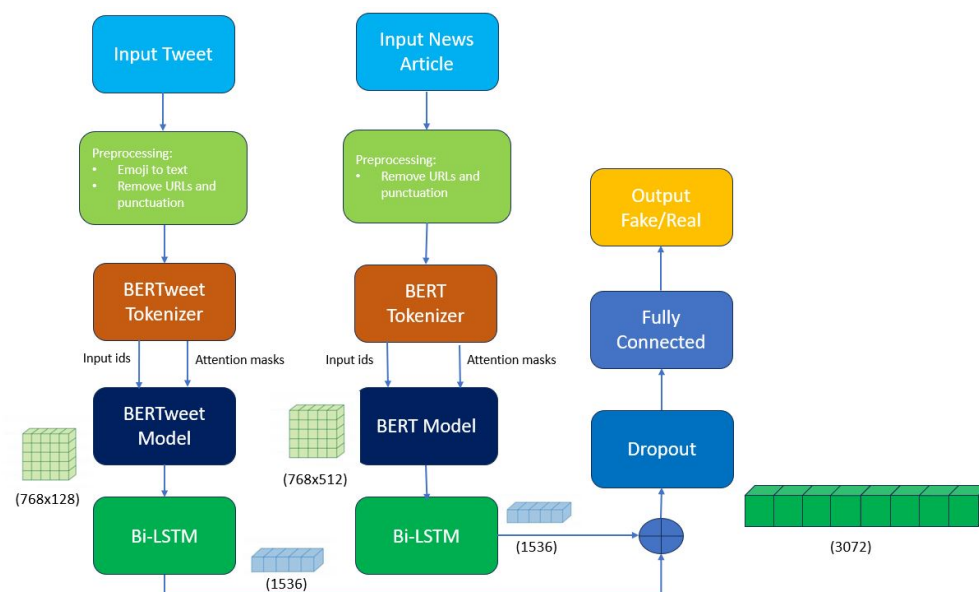 Input Tweet
Preprocessing:
• Emoji to text
• Remove URLs and
punctuation
BERTweet
Tokenizer
Input ids
Attention masks
BERTweet
Model
(768x128)
Bi-LSTM
(1536)
Input News
Article
Preprocessing:
• Remove URLs and
punctuation
BERT
Tokenizer
Input ids
Attention masks
BERT Model
(768x512)
Bi-LSTM
(1536)
Output
Fake/Real
Fully
Connected
Dropout
(3072)